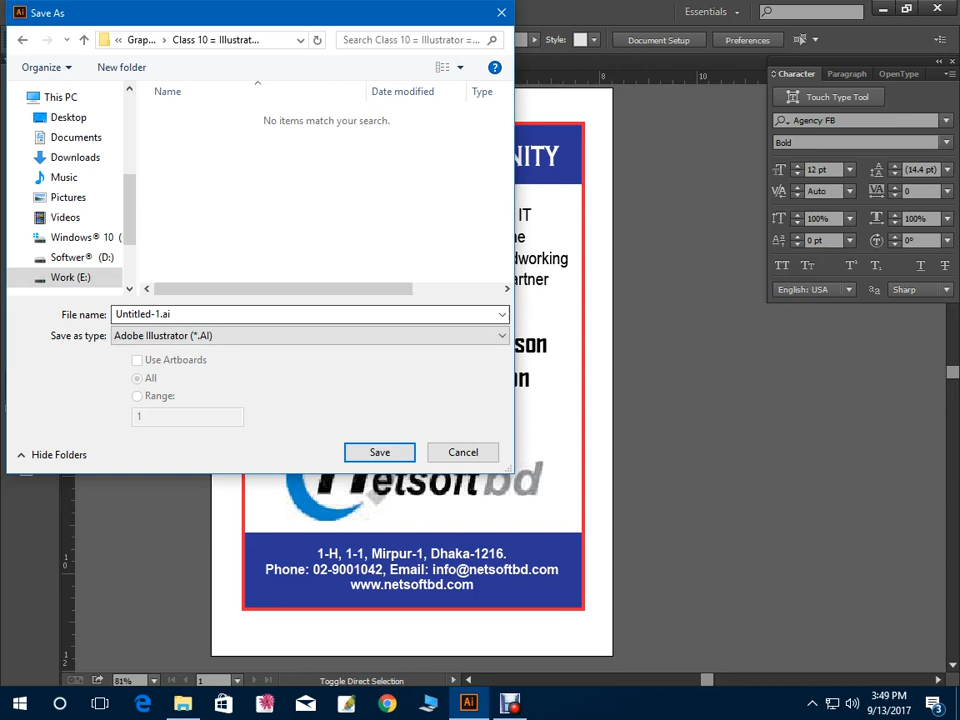 Save As
Essentials
Grap...
Class 10 = Illustrat...
Search Class 10 = Illustrator =...
Style:
Document Setup
Preferences
Organize
New folder
Character
Paragraph
OpenType
This PC
Name
Date modified
Type
Touch Type Tool
Desktop
No items match your search.
Agency FB
Documents
Bold
Downloads
NITY
12 pt
(14.4 pt)
Music
Auto
0
Pictures
100%
100%
Videos
IT
Windows® 10 (
ne
0 pt
0°
Softwer® (D:)
dworking
Work (E:)
artner
English: USA
Sharp
File name:
Untitled-1.ai
Save as type:
Adobe Illustrator (*.AI)
son
Use Artboards
All
on
Range:
1
Hide Folders
Save
Cancel
Netsoft bd
1-H, 1-1, Mirpur-1, Dhaka-1216.
Phone: 02-9001042, Email: info@netsoftbd.com
www.netsoftbd.com
81%
1
Toggle Direct Selection
3:49 PM
9/13/2017
3